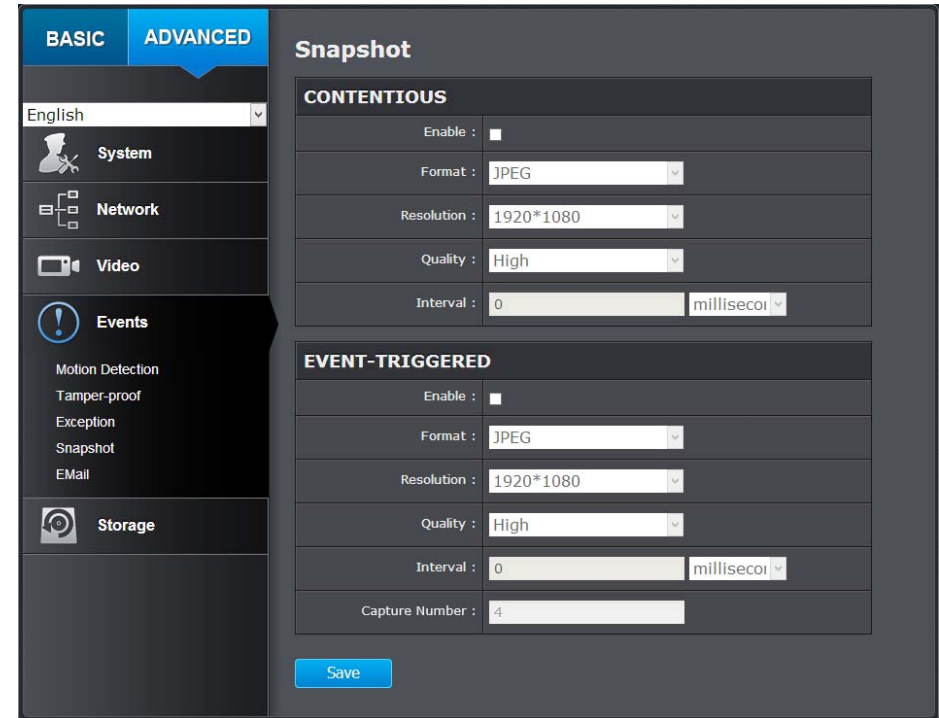 BASIC
ADVANCED
English
System
Network
Video
Events
Motion Detection
Tamper-proof
Exception
Snapshot
EMail
Storage
Snapshot
CONTENTIOUS
Enable :
Format : JPEG
Resolution : 1920*1080
Quality : High
Interval : 0 millisecon
EVENT-TRIGGERED
Enable :
Format : JPEG
Resolution : 1920*1080
Quality : High
Interval : 0 millisecon
Capture Number : 4
Save